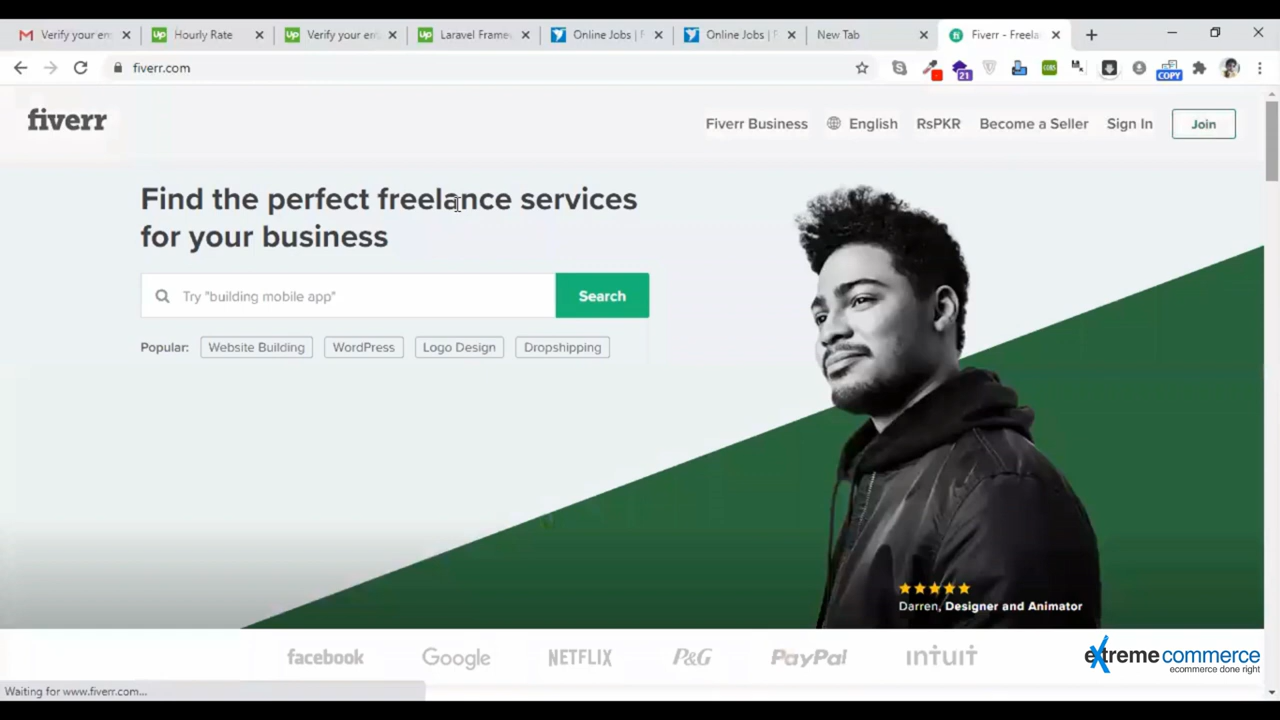 Verify your em
Hourly Rate
Verify your em
Laravel Frame
Online Jobs | F
Online Jobs | F
New Tab
Fiverr - Freela
fiverr.com
21
CORS
COPY
fiverr
Fiverr Business
English
RsPKR
Become a Seller
Sign In
Join
Find the perfect freelance services
for your business
Try "building mobile app"
Search
Popular:
Website Building
WordPress
Logo Design
Dropshipping
Darren, Designer and Animator
facebook
Google
NETFLIX
P&G
PayPal
intuit
extreme commerce
ecommerce done right
Waiting for www.fiverr.com...